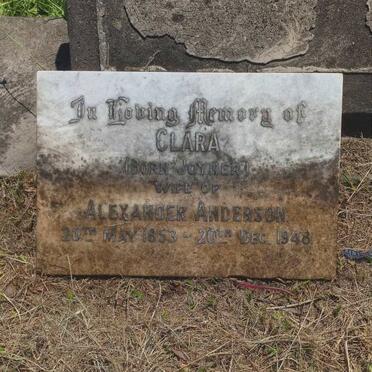 In Loving Memory of
CLARA
(BORN JOYNER)
WIFE OF
ALEXANDER ANDERSON
20TH MAY 1853 - 20TH DEC. 1948